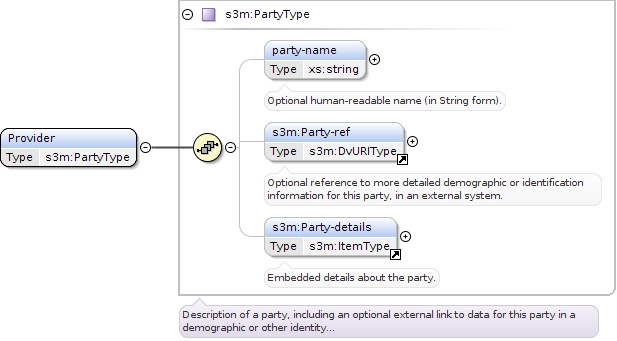 s3m:PartyType
party-name
Type xs:string
Optional human-readable name (in String form).
Provider
Type s3m:PartyType
s3m:Party-ref
Type s3m:DvURIType
Optional reference to more detailed demographic or identification
information for this party, in an external system.
s3m:Party-details
Type s3m:ItemType
Embedded details about the party.
Description of a party, including an optional external link to data for this party in a
demographic or other identity...